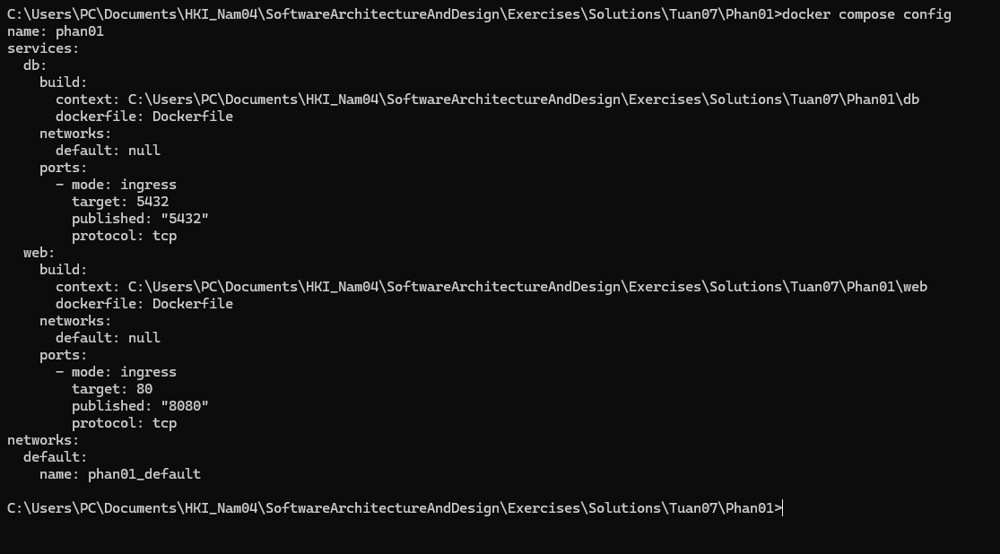 C:\Users\PC\Documents\HKI_Nam04\SoftwareArchitectureAndDesign\Exercises\Solutions\Tuan07\Phan01>docker compose config
name: phan01
services:
  db:
    build:
      context: C:\Users\PC\Documents\HKI_Nam04\SoftwareArchitectureAndDesign\Exercises\Solutions\Tuan07\Phan01\db
      dockerfile: Dockerfile
    networks:
      default: null
    ports:
      - mode: ingress
        target: 5432
        published: "5432"
        protocol: tcp
  web:
    build:
      context: C:\Users\PC\Documents\HKI_Nam04\SoftwareArchitectureAndDesign\Exercises\Solutions\Tuan07\Phan01\web
      dockerfile: Dockerfile
    networks:
      default: null
    ports:
      - mode: ingress
        target: 80
        published: "8080"
        protocol: tcp
networks:
  default:
    name: phan01_default
C:\Users\PC\Documents\HKI_Nam04\SoftwareArchitectureAndDesign\Exercises\Solutions\Tuan07\Phan01>